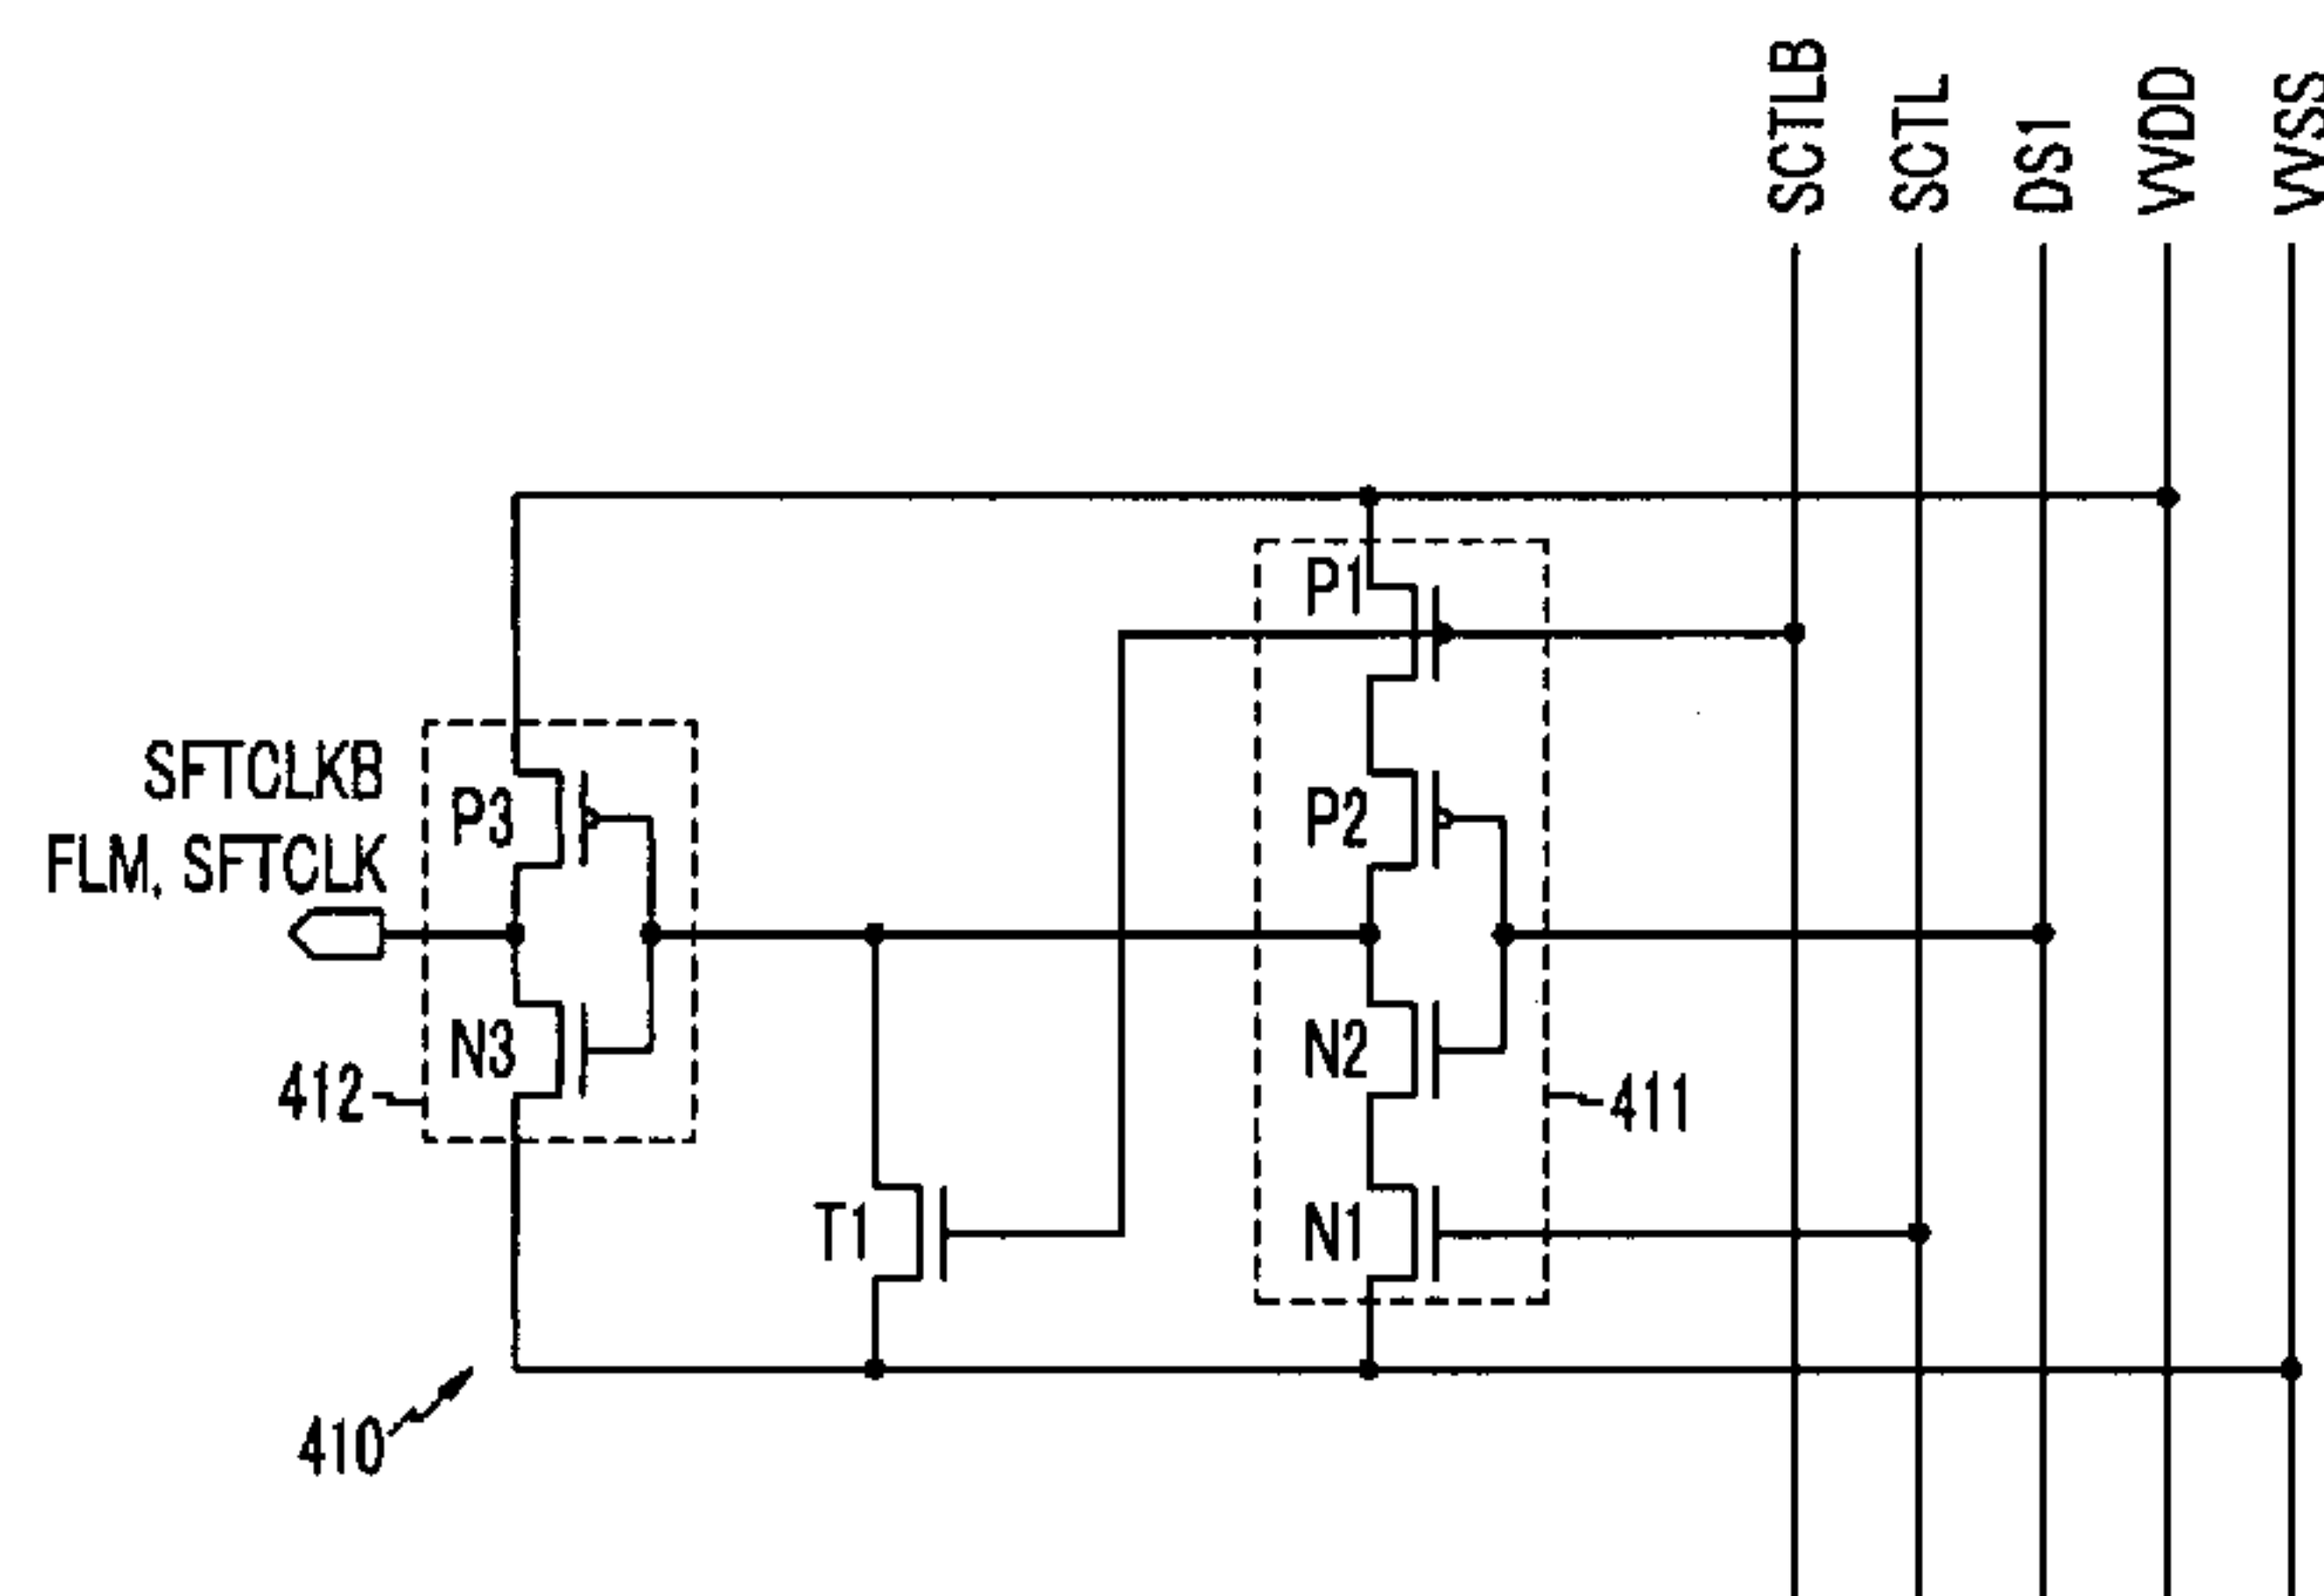 SCTLB
SCTL
DS1
VVDD
VVSS
P1
SFTCLKB
P3
P2
FLM, SFTCLK
N3
N2
412
411
T1
N1
410